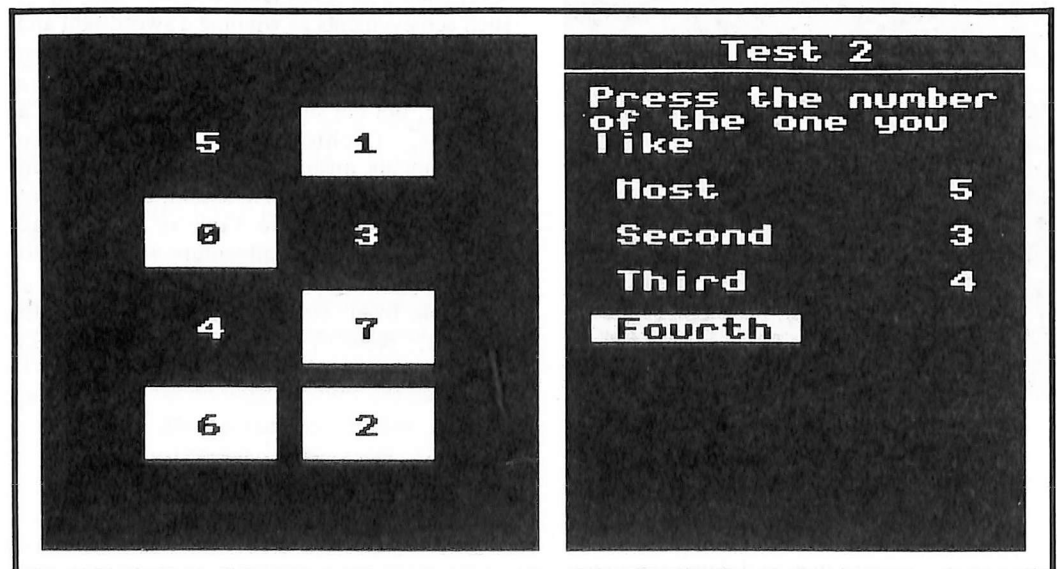 5 1
0 3
4 7
6 2
Test 2
Press the number
of the one you
like
Most 5
Second 3
Third 4
Fourth